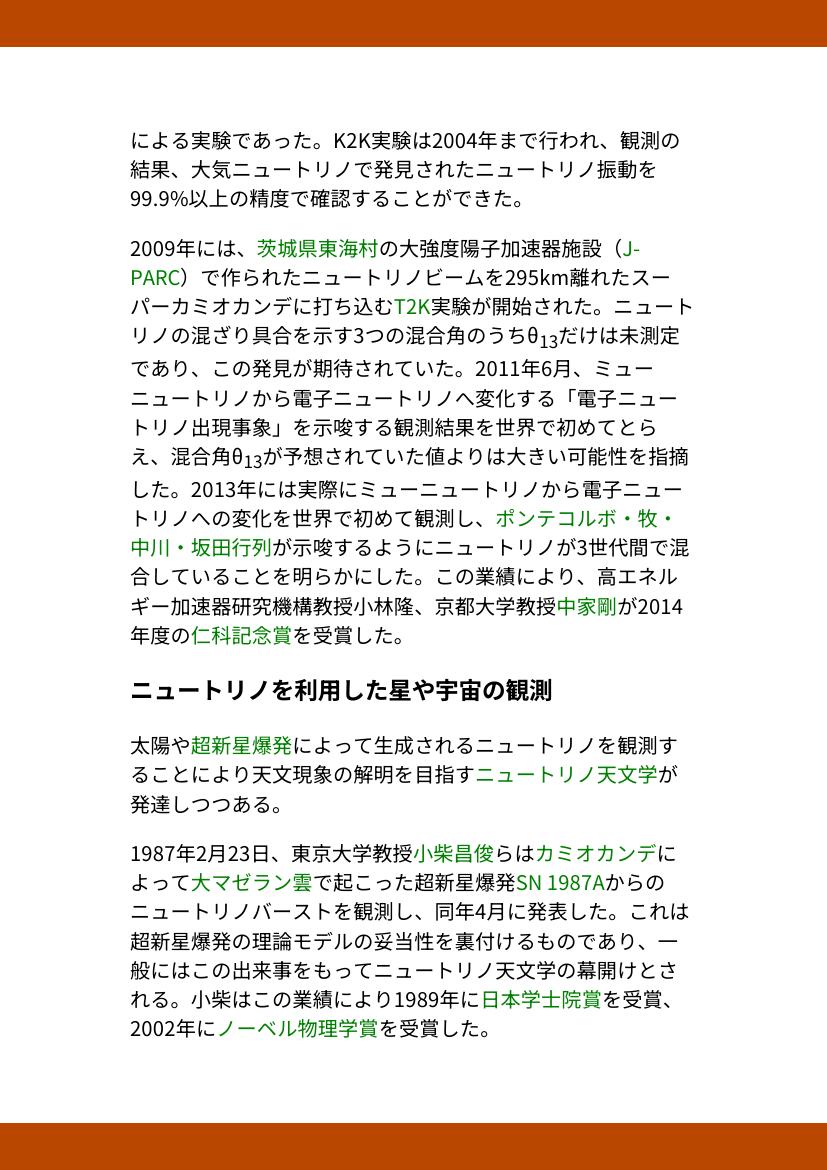 による実験であった。K2K実験は2004年まで行われ、観測の
結果、大気ニュートリノで発見されたニュートリノ振動を
99.9%以上の精度で確認することができた。
2009年には、茨城県東海村の大強度陽子加速器施設（J-
PARC）で作られたニュートリノビームを295km離れたスー
パーカミオカンデに打ち込むT2K実験が開始された。ニュート
リノの混ざり具合を示す3つの混合角のうちθ13だけは未測定
であり、この発見が期待されていた。2011年6月、ミュー
ニュートリノから電子ニュートリノへ変化する「電子ニュー
トリノ出現事象」を示唆する観測結果を世界で初めてとら
え、混合角θ13が予想されていた値よりは大きい可能性を指摘
した。2013年には実際にミューニュートリノから電子ニュー
トリノへの変化を世界で初めて観測し、ポンテコルボ・牧・
中川・坂田行列が示唆するようにニュートリノが3世代間で混
合していることを明らかにした。この業績により、高エネル
ギー加速器研究機構教授小林隆、京都大学教授中家剛が2014
年度の仁科記念賞を受賞した。
ニュートリノを利用した星や宇宙の観測
太陽や超新星爆発によって生成されるニュートリノを観測す
ることにより天文現象の解明を目指すニュートリノ天文学が
発達しつつある。
1987年2月23日、東京大学教授小柴昌俊らはカミオカンデに
よって大マゼラン雲で起こった超新星爆発SN 1987Aからの
ニュートリノバーストを観測し、同年4月に発表した。これは
超新星爆発の理論モデルの妥当性を裏付けるものであり、一
般にはこの出来事をもってニュートリノ天文学の幕開けとさ
れる。小柴はこの業績により1989年に日本学士院賞を受賞、
2002年にノーベル物理学賞を受賞した。